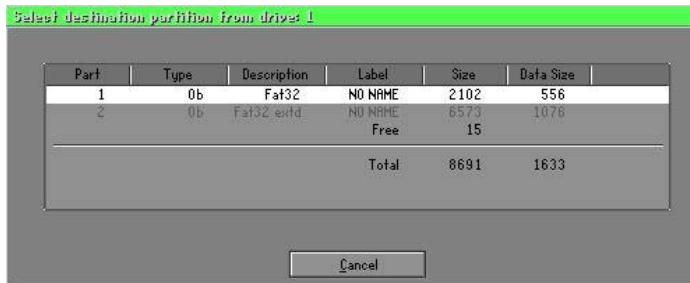 Select destination partition from drive: 1
Part Type Description Label Size Data Size
1 0b Fat32 NO NAME 2102 556
2 0b Fat32 extd NO NAME 6573 1076
Free 15
Total 8691 1633
Cancel